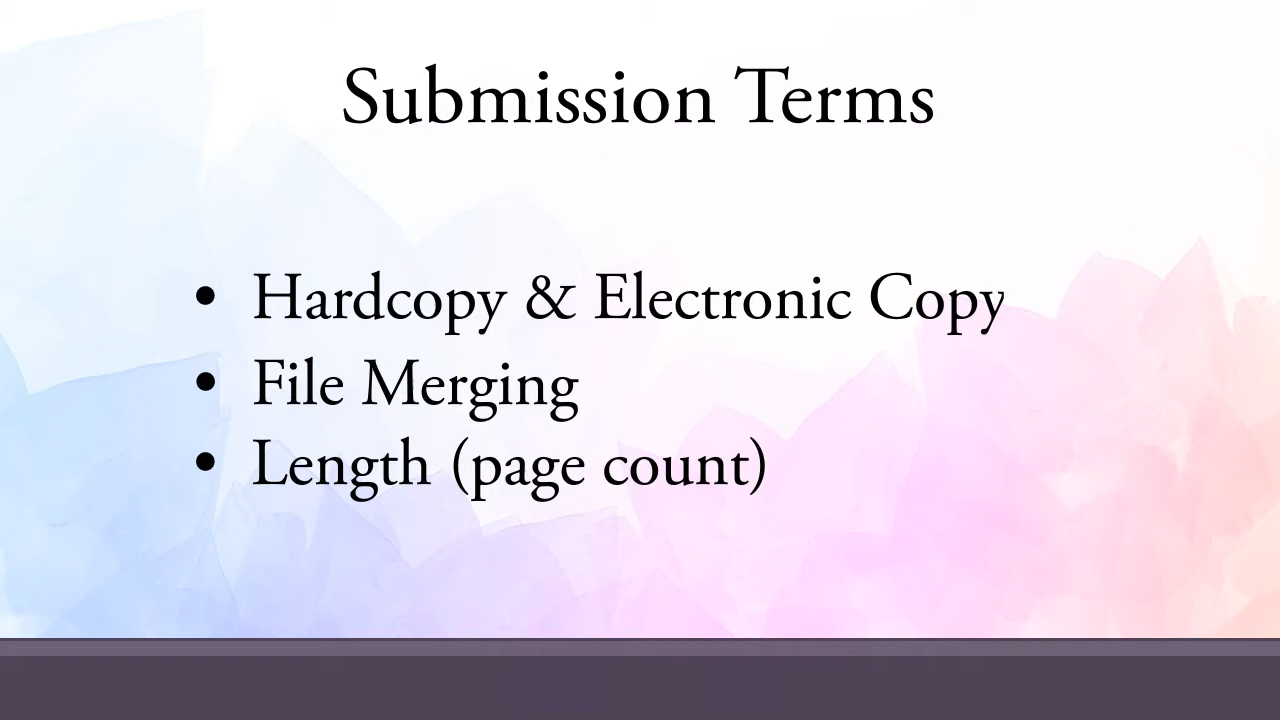 Submission Terms
• Hardcopy & Electronic Copy
• File Merging
• Length (page count)